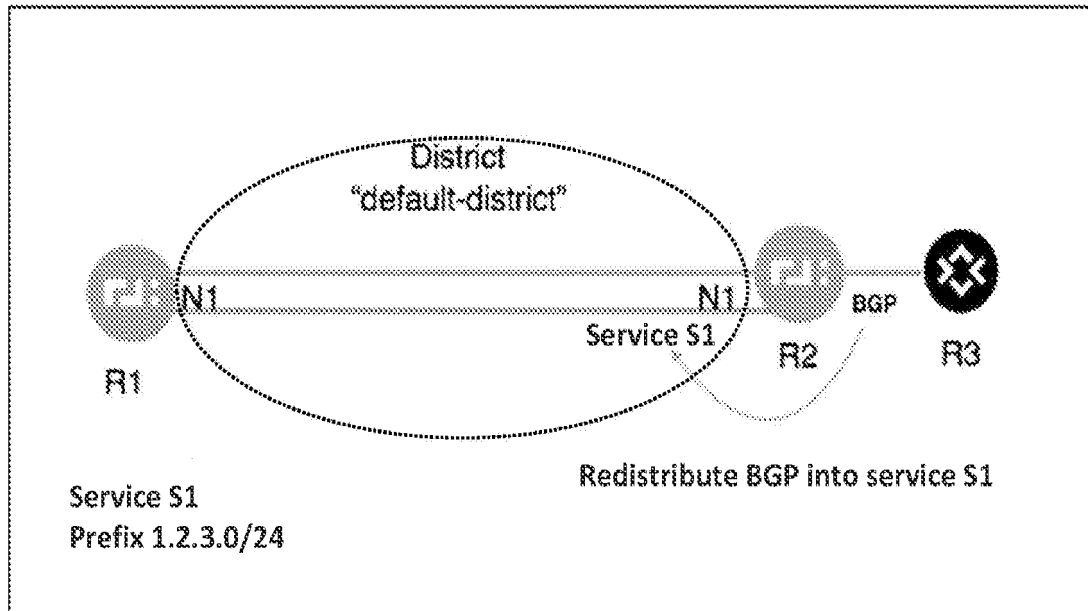 District
“default-district”
N1
N1
Service S1
BGP
R1
R2
R3
Redistribute BGP into service S1
Service S1
Prefix 1.2.3.0/24